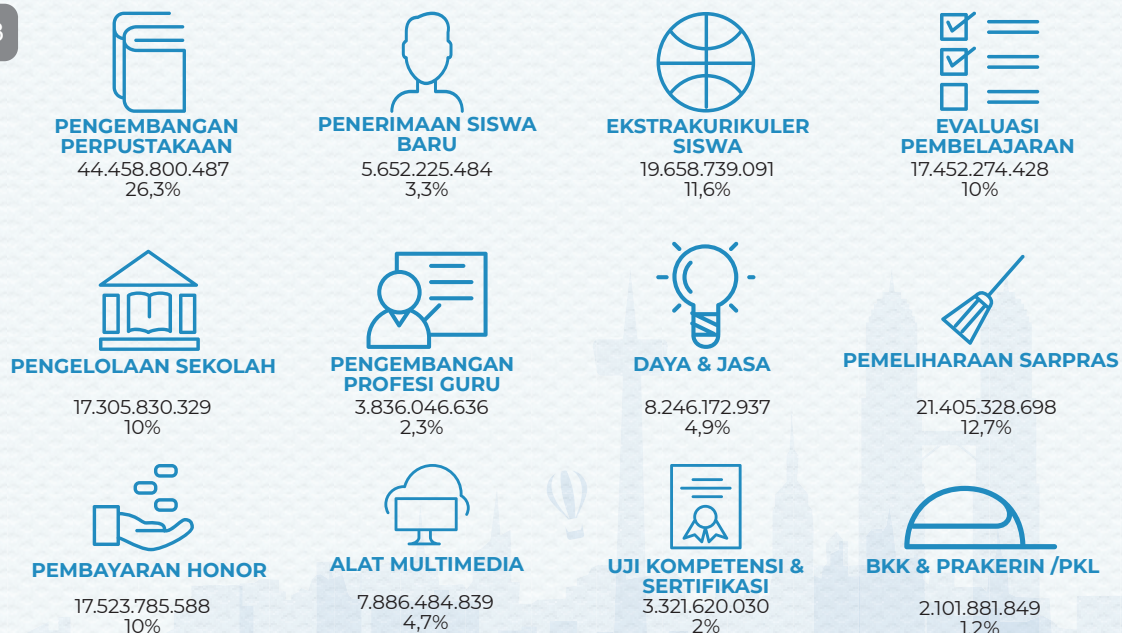 PENGEMBANGAN
PERPUSTAKAAN
44.458.800.487
26,3%
PENERIMAAN SISWA
BARU
5.652.225.484
3,3%
EKSTRAKURIKULER
SISWA
19.658.739.091
11,6%
EVALUASI
PEMBELAJARAN
17.452.274.428
10%
PENGELOLAAN SEKOLAH
17.305.830.329
10%
PENGEMBANGAN
PROFESI GURU
3.836.046.636
2,3%
DAYA & JASA
8.246.172.937
4,9%
PEMELIHARAAN SARPRAS
21.405.328.698
12,7%
PEMBAYARAN HONOR
17.523.785.588
10%
ALAT MULTIMEDIA
7.886.484.839
4,7%
UJI KOMPETENSI &
SERTIFIKASI
3.321.620.030
2%
BKK & PRAKERIN /PKL
2.101.881.849
1,2%